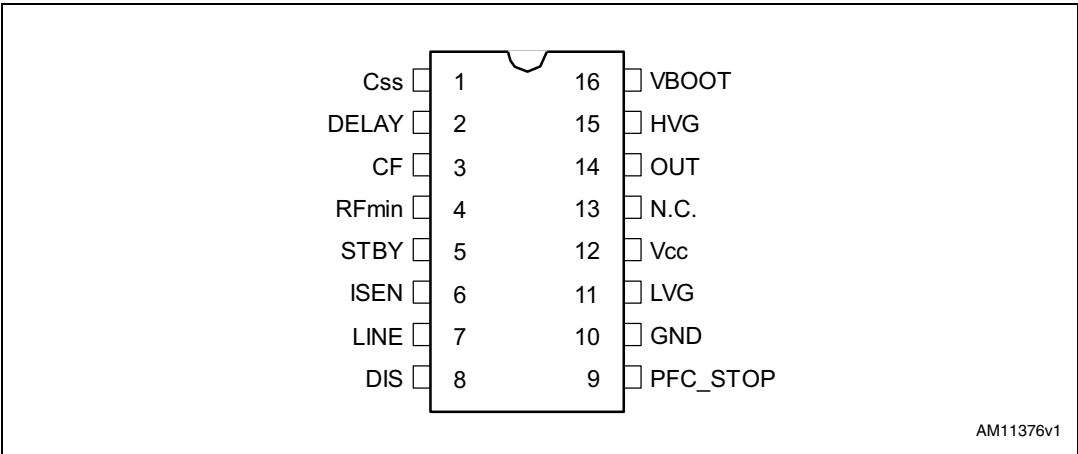 Css 1 16 VBOOT
DELAY 2 15 HVG
CF 3 14 OUT
RFmin 4 13 N.C.
STBY 5 12 Vcc
ISEN 6 11 LVG
LINE 7 10 GND
DIS 8 9 PFC_STOP
AM11376v1